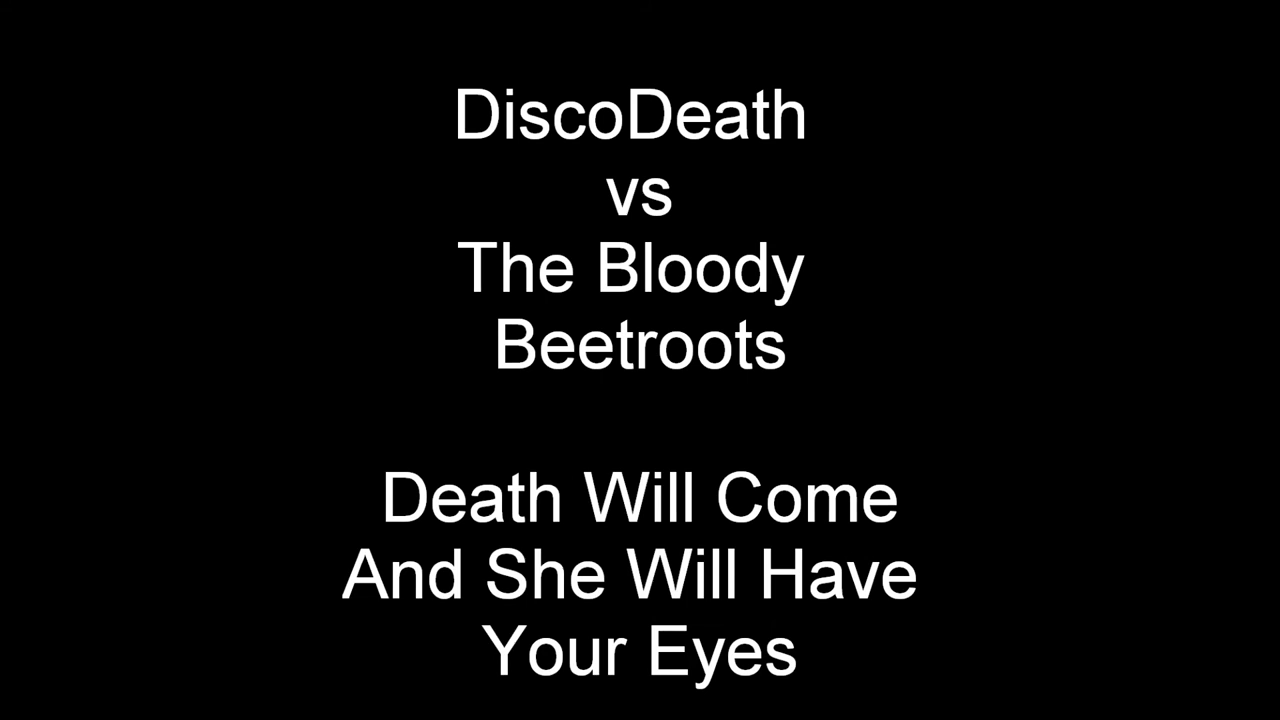 DiscoDeath
vs
The Bloody
Beetroots
Death Will Come
And She Will Have
Your Eyes